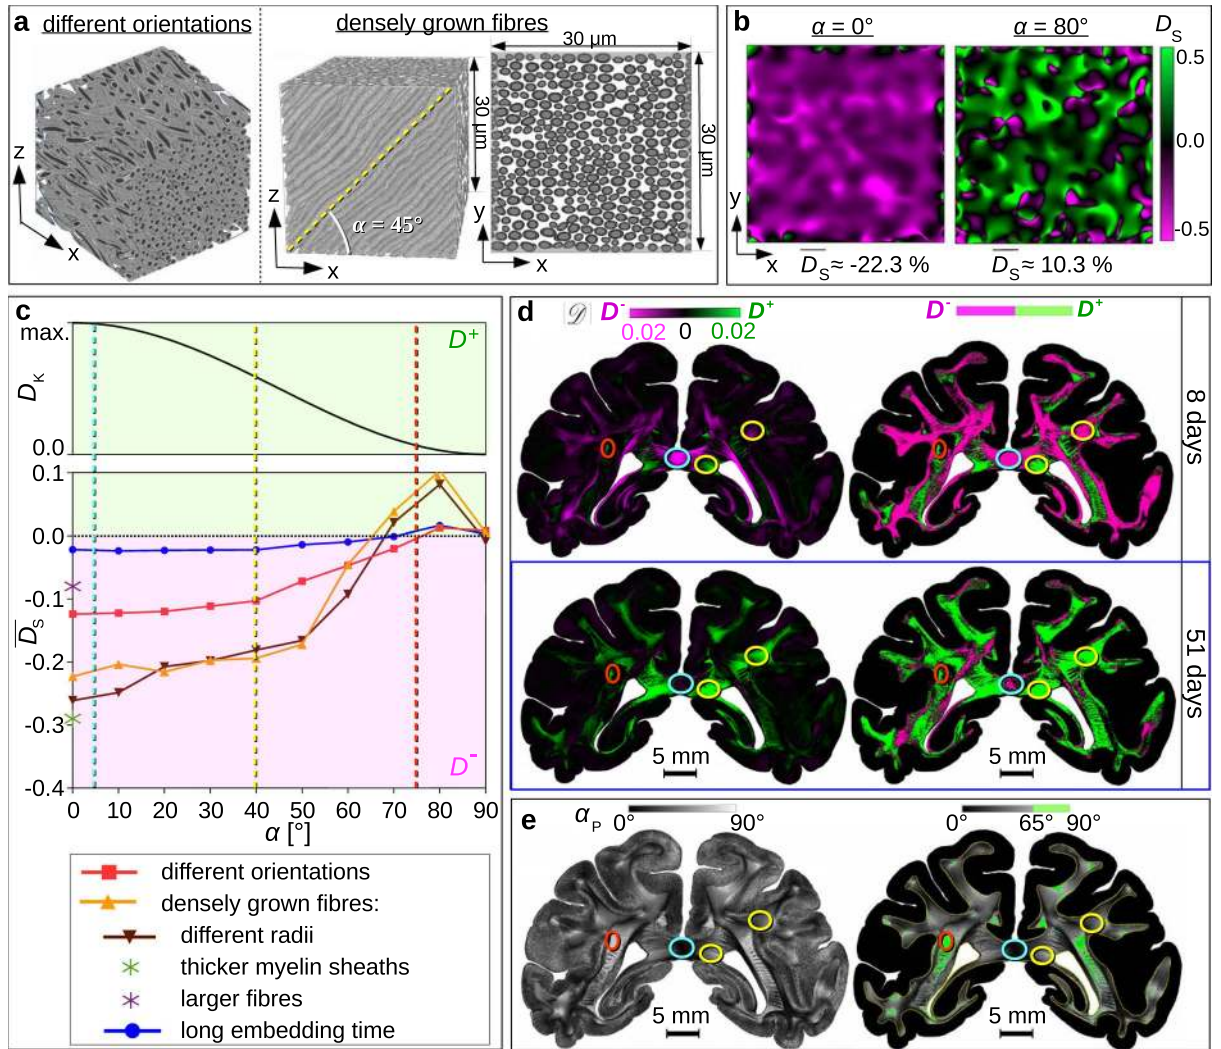 a different orientations
densely grown fibres
30 μm
30 μm
30 μm
α = 45°
z
x
z
x
y
x
b
α = 0°
α = 80°
D_S
0.5
0.0
-0.5
y
x
D_S ≈ -22.3 %
D_S ≈ 10.3 %
c
max.
D_K
0.0
D⁺
0.1
0.0
-0.1
-0.2
-0.3
-0.4
D_S
D⁻
0 10 20 30 40 50 60 70 80 90
α [°]
different orientations
densely grown fibres:
different radii
thicker myelin sheaths
larger fibres
long embedding time
d
𝒟 D⁻ D⁺
0.02 0 0.02
D⁻ D⁺
8 days
51 days
5 mm
5 mm
e
α_P 0° 90°
0° 65° 90°
5 mm
5 mm